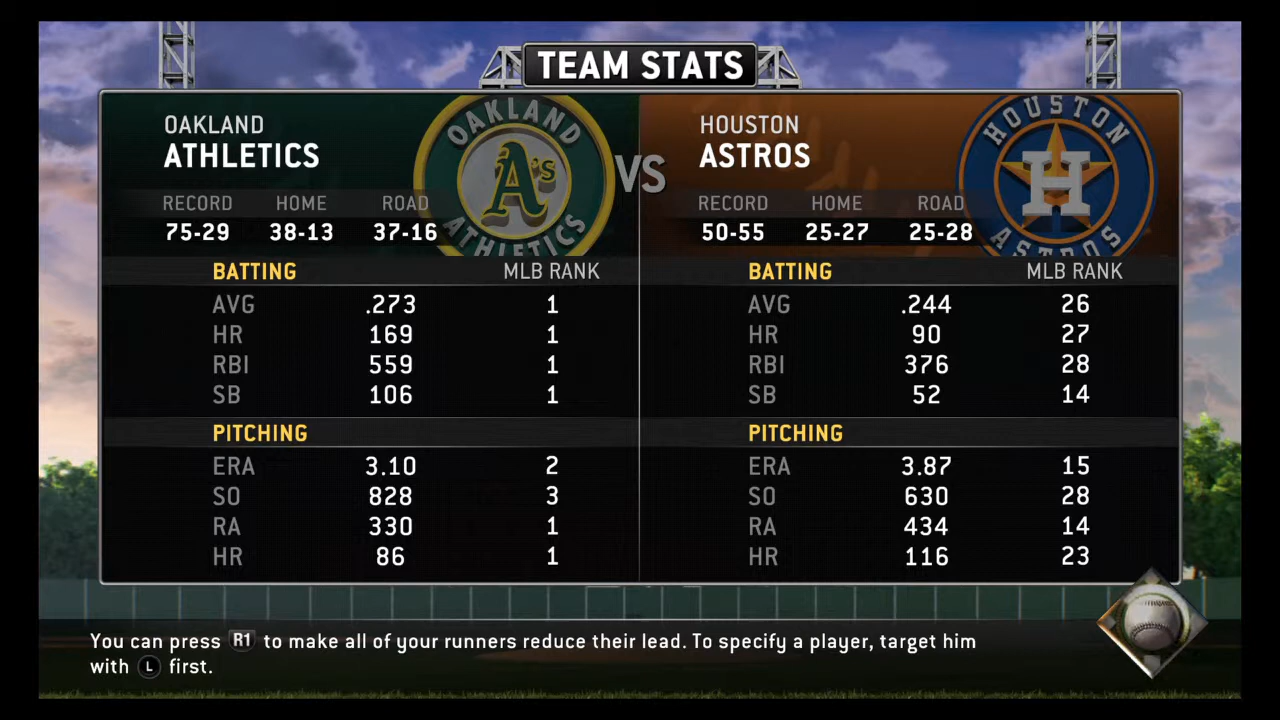 TEAM STATS
OAKLAND
ATHLETICS
RECORD HOME ROAD
75-29 38-13 37-16
OAKLAND
A's
ATHLETICS
VS
HOUSTON
ASTROS
RECORD HOME ROAD
50-55 25-27 25-28
HOUSTON
H
ASTROS
BATTING MLB RANK
AVG .273 1
HR 169 1
RBI 559 1
SB 106 1
PITCHING
ERA 3.10 2
SO 828 3
RA 330 1
HR 86 1
BATTING MLB RANK
AVG .244 26
HR 90 27
RBI 376 28
SB 52 14
PITCHING
ERA 3.87 15
SO 630 28
RA 434 14
HR 116 23
You can press R1 to make all of your runners reduce their lead. To specify a player, target him
with L first.